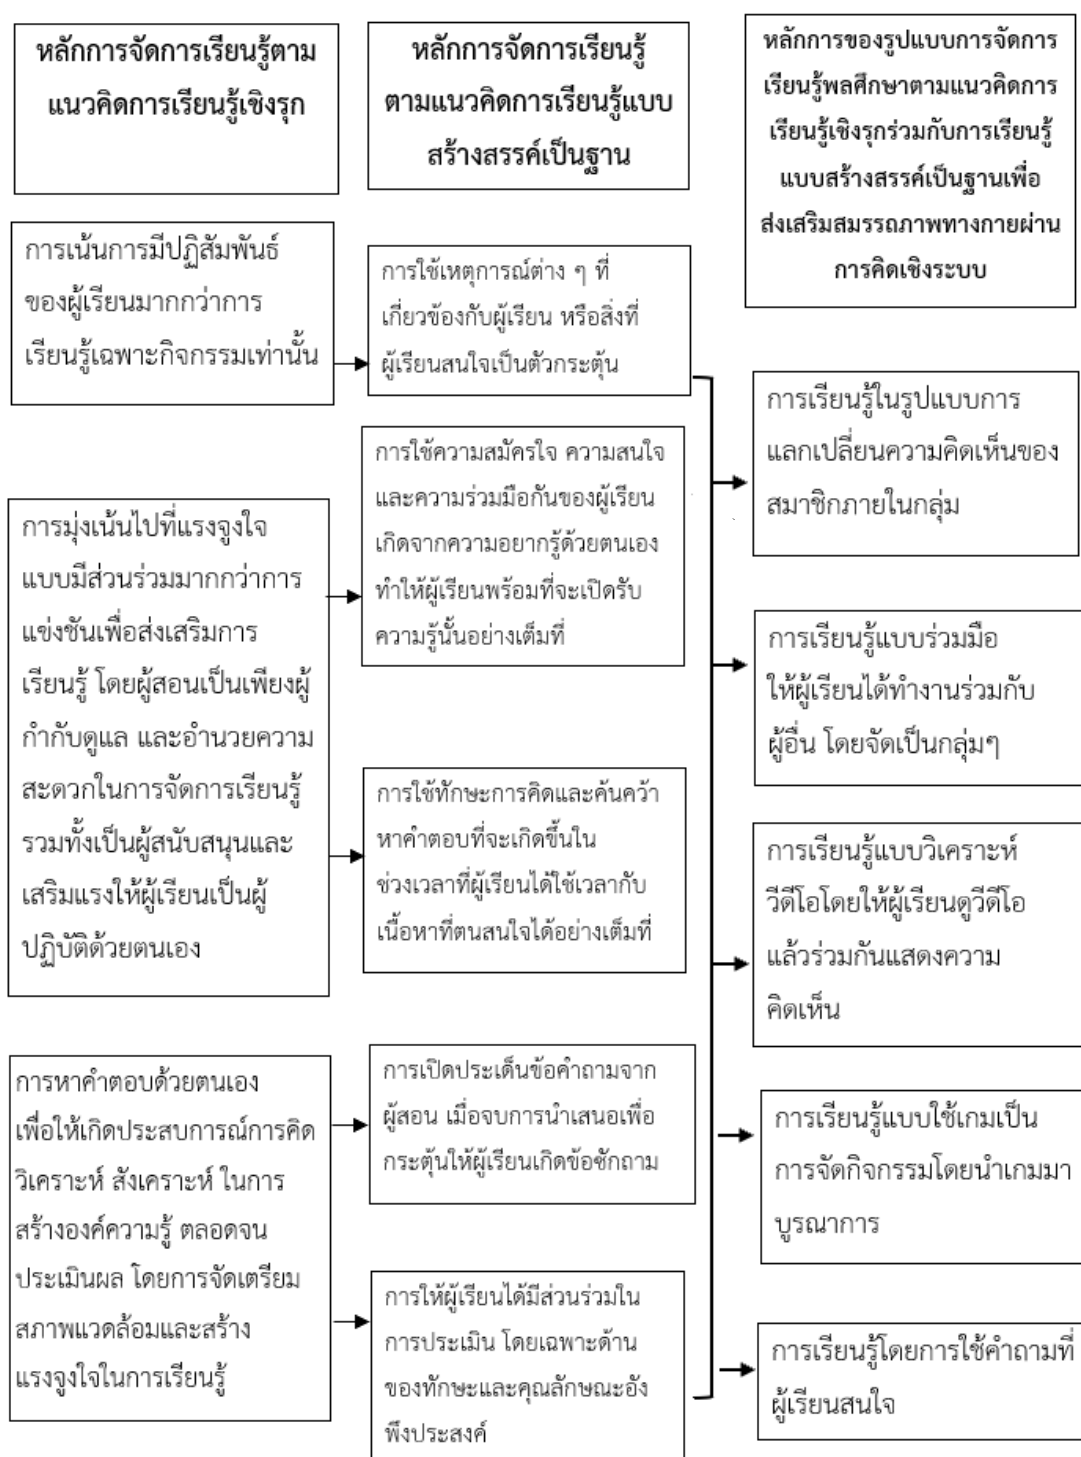 หลักการจัดการเรียนรู้ตาม
แนวคิดการเรียนรู้เชิงรุก
หลักการจัดการเรียนรู้
ตามแนวคิดการเรียนรู้แบบ
สร้างสรรค์เป็นฐาน
หลักการของรูปแบบการจัดการ
เรียนรู้พลศึกษาตามแนวคิดการ
เรียนรู้เชิงรุกร่วมกับการเรียนรู้
แบบสร้างสรรค์เป็นฐานเพื่อ
ส่งเสริมสมรรถภาพทางกายผ่าน
การคิดเชิงระบบ
การเน้นการมีปฏิสัมพันธ์
ของผู้เรียนมากกว่าการ
เรียนรู้เฉพาะกิจกรรมเท่านั้น
การมุ่งเน้นไปที่แรงจูงใจ
แบบมีส่วนร่วมมากกว่าการ
แข่งขันเพื่อส่งเสริมการ
เรียนรู้ โดยผู้สอนเป็นเพียงผู้
กำกับดูแล และอำนวยความ
สะดวกในการจัดการเรียนรู้
รวมทั้งเป็นผู้สนับสนุนและ
เสริมแรงให้ผู้เรียนเป็นผู้
ปฏิบัติด้วยตนเอง
การหาคำตอบด้วยตนเอง
เพื่อให้เกิดประสบการณ์การคิด
วิเคราะห์ สังเคราะห์ ในการ
สร้างองค์ความรู้ ตลอดจน
ประเมินผล โดยการจัดเตรียม
สภาพแวดล้อมและสร้าง
แรงจูงใจในการเรียนรู้
การใช้เหตุการณ์ต่าง ๆ ที่
เกี่ยวข้องกับผู้เรียน หรือสิ่งที่
ผู้เรียนสนใจเป็นตัวกระตุ้น
การใช้ความสมัครใจ ความสนใจ
และความร่วมมือกันของผู้เรียน
เกิดจากความอยากรู้ด้วยตนเอง
ทำให้ผู้เรียนพร้อมที่จะเปิดรับ
ความรู้นั้นอย่างเต็มที่
การใช้ทักษะการคิดและค้นคว้า
หาคำตอบที่จะเกิดขึ้นใน
ช่วงเวลาที่ผู้เรียนได้ใช้เวลากับ
เนื้อหาที่ตนสนใจได้อย่างเต็มที่
การเปิดประเด็นข้อคำถามจาก
ผู้สอน เมื่อจบการนำเสนอเพื่อ
กระตุ้นให้ผู้เรียนเกิดข้อซักถาม
การให้ผู้เรียนได้มีส่วนร่วมใน
การประเมิน โดยเฉพาะด้าน
ของทักษะและคุณลักษณะอัง
พึงประสงค์
การเรียนรู้ในรูปแบบการ
แลกเปลี่ยนความคิดเห็นของ
สมาชิกภายในกลุ่ม
การเรียนรู้แบบร่วมมือ
ให้ผู้เรียนได้ทำงานร่วมกับ
ผู้อื่น โดยจัดเป็นกลุ่มๆ
การเรียนรู้แบบวิเคราะห์
วีดีโอโดยให้ผู้เรียนดูวีดีโอ
แล้วร่วมกันแสดงความ
คิดเห็น
การเรียนรู้แบบใช้เกมเป็น
การจัดกิจกรรมโดยนำเกมมา
บูรณาการ
การเรียนรู้โดยการใช้คำถามที่
ผู้เรียนสนใจ